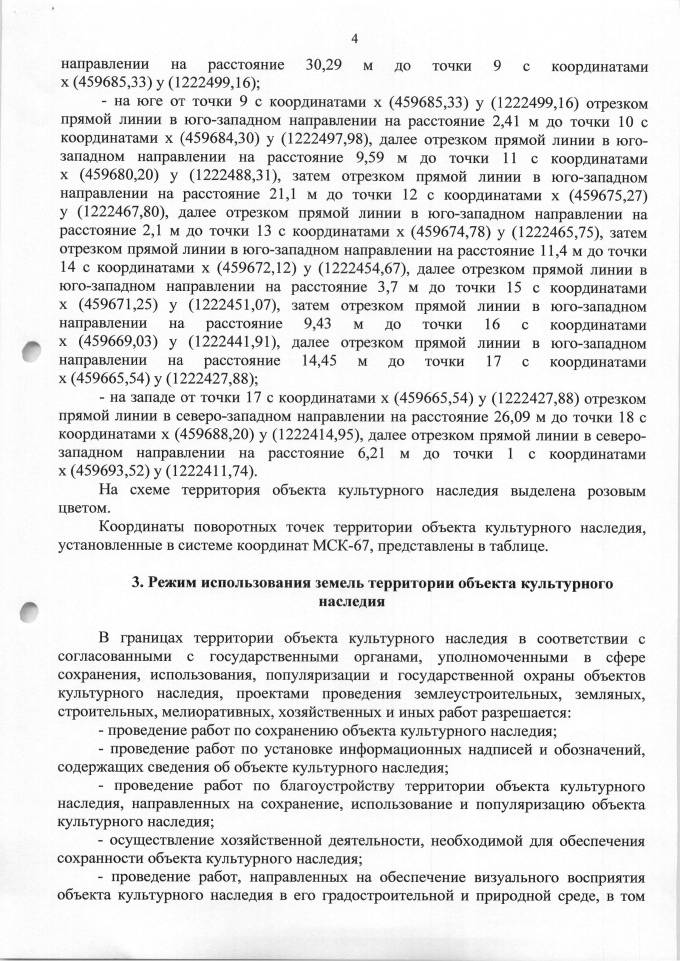 4
направлении на расстояние 30,29 м до точки 9 с координатами
х (459685,33) у (1222499,16);
- на юге от точки 9 с координатами х (459685,33) у (1222499,16) отрезком
прямой линии в юго-западном направлении на расстояние 2,41 м до точки 10 с
координатами х (459684,30) у (1222497,98), далее отрезком прямой линии в юго-
западном направлении на расстояние 9,59 м до точки 11 с координатами
х (459680,20) у (1222488,31), затем отрезком прямой линии в юго-западном
направлении на расстояние 21,1 м до точки 12 с координатами х (459675,27)
у (1222467,80), далее отрезком прямой линии в юго-западном направлении на
расстояние 2,1 м до точки 13 с координатами х (459674,78) у (1222465,75), затем
отрезком прямой линии в юго-западном направлении на расстояние 11,4 м до точки
14 с координатами х (459672,12) у (1222454,67), далее отрезком прямой линии в
юго-западном направлении на расстояние 3,7 м до точки 15 с координатами
х (459671,25) у (1222451,07), затем отрезком прямой линии в юго-западном
направлении на расстояние 9,43 м до точки 16 с координатами
х (459669,03) у (1222441,91), далее отрезком прямой линии в юго-западном
направлении на расстояние 14,45 м до точки 17 с координатами
х (459665,54) у (1222427,88);
- на западе от точки 17 с координатами х (459665,54) у (1222427,88) отрезком
прямой линии в северо-западном направлении на расстояние 26,09 м до точки 18 с
координатами х (459688,20) у (1222414,95), далее отрезком прямой линии в северо-
западном направлении на расстояние 6,21 м до точки 1 с координатами
х (459693,52) у (1222411,74).
На схеме территория объекта культурного наследия выделена розовым
цветом.
Координаты поворотных точек территории объекта культурного наследия,
установленные в системе координат МСК-67, представлены в таблице.
3. Режим использования земель территории объекта культурного
наследия
В границах территории объекта культурного наследия в соответствии с
согласованными с государственными органами, уполномоченными в сфере
сохранения, использования, популяризации и государственной охраны объектов
культурного наследия, проектами проведения землеустроительных, земляных,
строительных, мелиоративных, хозяйственных и иных работ разрешается:
- проведение работ по сохранению объекта культурного наследия;
- проведение работ по установке информационных надписей и обозначений,
содержащих сведения об объекте культурного наследия;
- проведение работ по благоустройству территории объекта культурного
наследия, направленных на сохранение, использование и популяризацию объекта
культурного наследия;
- осуществление хозяйственной деятельности, необходимой для обеспечения
сохранности объекта культурного наследия;
- проведение работ, направленных на обеспечение визуального восприятия
объекта культурного наследия в его градостроительной и природной среде, в том